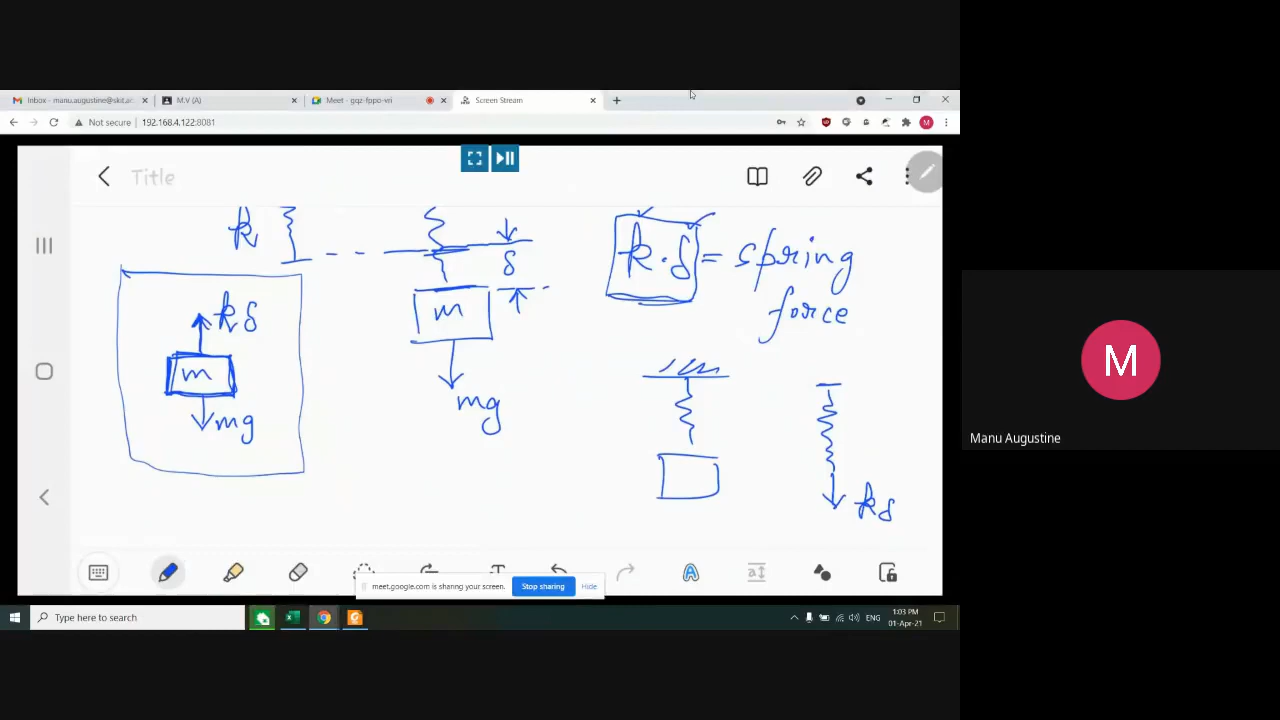 Inbox - manu.augustine@skit.ac
M.V (A)
Meet - gqz-fppo-vri
Screen Stream
Not secure | 192.168.4.122:8081
M
Title
k
δ
k.δ = spring
force
kδ
m
m
mg
mg
kδ
M
Manu Augustine
T
A
meet.google.com is sharing your screen.
Stop sharing
Hide
Type here to search
ENG
1:03 PM
01-Apr-21